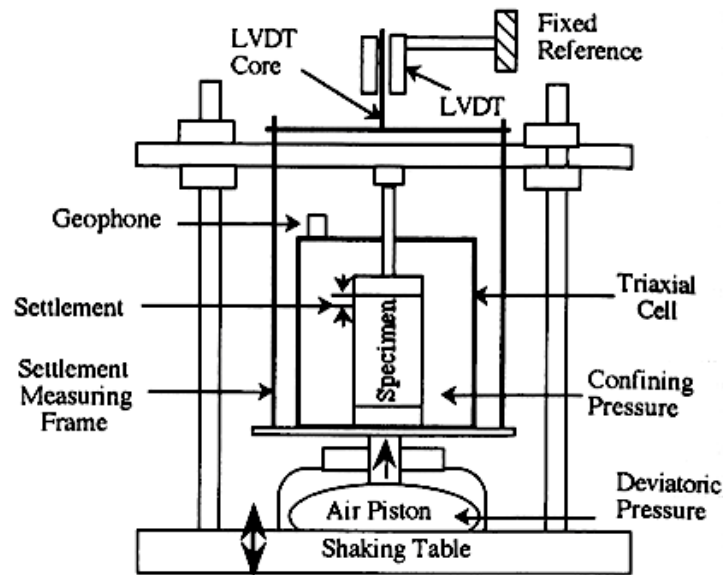 LVDT
Core
Fixed
Reference
LVDT
Geophone
Settlement
Triaxial
Cell
Specimen
Settlement
Measuring
Frame
Confining
Pressure
Deviatoric
Pressure
Air Piston
Shaking Table